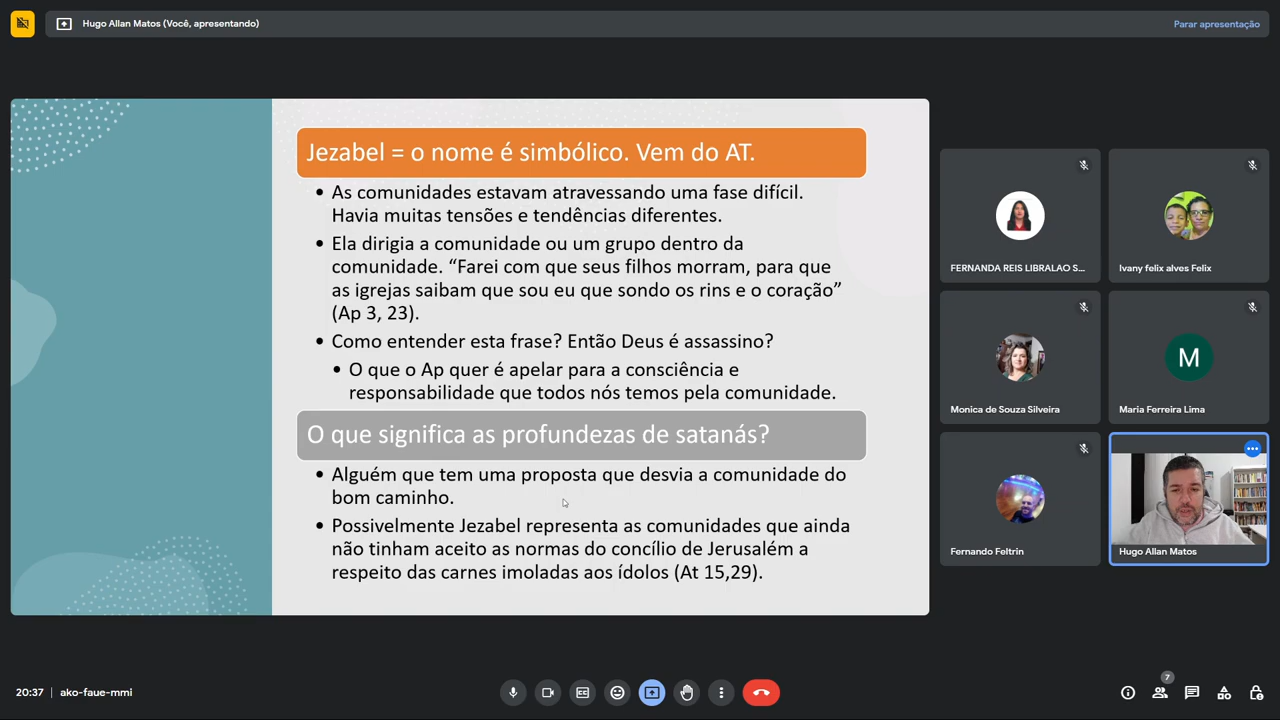 Hugo Allan Matos (Você, apresentando)
Parar apresentação
Jezabel = o nome é simbólico. Vem do AT.
• As comunidades estavam atravessando uma fase difícil.
Havia muitas tensões e tendências diferentes.
• Ela dirigia a comunidade ou um grupo dentro da
comunidade. “Farei com que seus filhos morram, para que
as igrejas saibam que sou eu que sondo os rins e o coração”
(Ap 3, 23).
• Como entender esta frase? Então Deus é assassino?
• O que o Ap quer é apelar para a consciência e
responsabilidade que todos nós temos pela comunidade.
O que significa as profundezas de satanás?
• Alguém que tem uma proposta que desvia a comunidade do
bom caminho.
• Possivelmente Jezabel representa as comunidades que ainda
não tinham aceito as normas do concílio de Jerusalém a
respeito das carnes imoladas aos ídolos (At 15,29).
FERNANDA REIS LIBRALAO S...
Ivany felix alves Felix
Monica de Souza Silveira
M
Maria Ferreira Lima
Fernando Feltrin
Hugo Allan Matos
20:37 | ako-faue-mmi
7